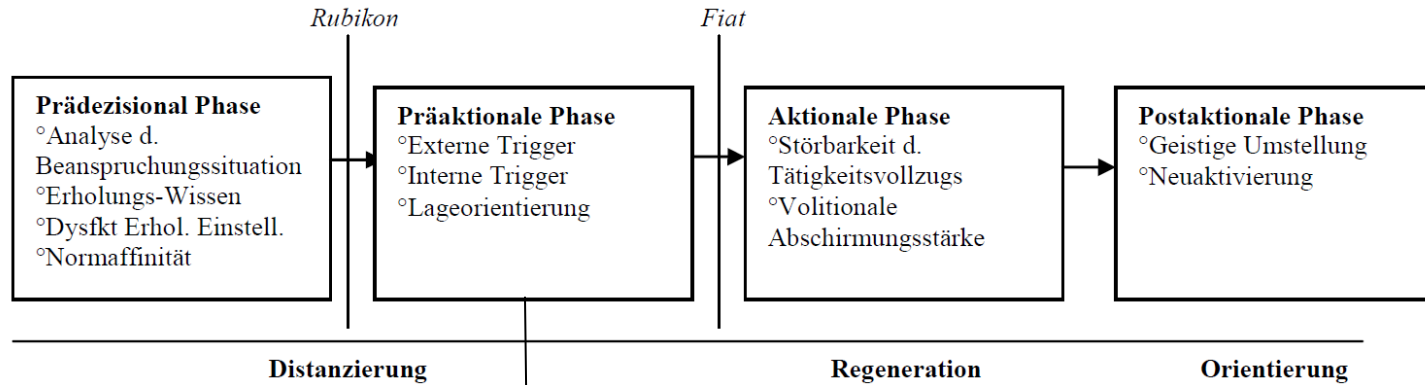 Rubikon
Fiat
Prädezisional Phase
°Analyse d.
Beanspruchungssituation
°Erholungs-Wissen
°Dysfkt Erhol. Einstell.
°Normaffinität
Präaktionale Phase
°Externe Trigger
°Interne Trigger
°Lageorientierung
Aktionale Phase
°Störbarkeit d.
Tätigkeitsvollzugs
°Volitionale
Abschirmungsstärke
Postaktionale Phase
°Geistige Umstellung
°Neuaktivierung
Distanzierung
Regeneration
Orientierung